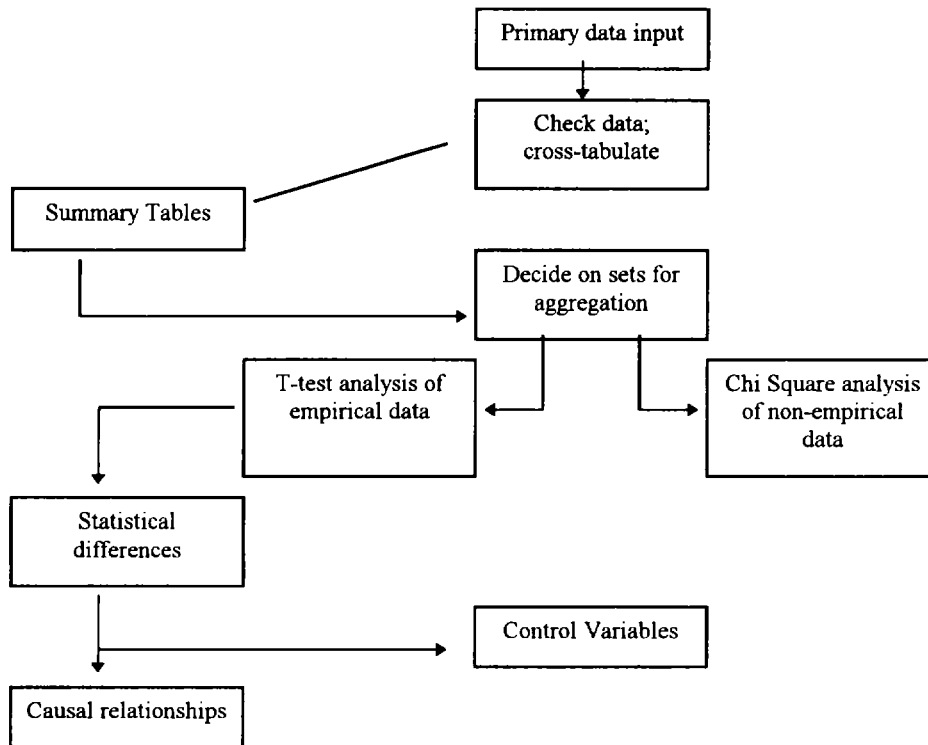 Primary data input
Check data;
cross-tabulate
Summary Tables
Decide on sets for
aggregation
T-test analysis of
empirical data
Chi Square analysis
of non-empirical
data
Statistical
differences
Control Variables
Causal relationships